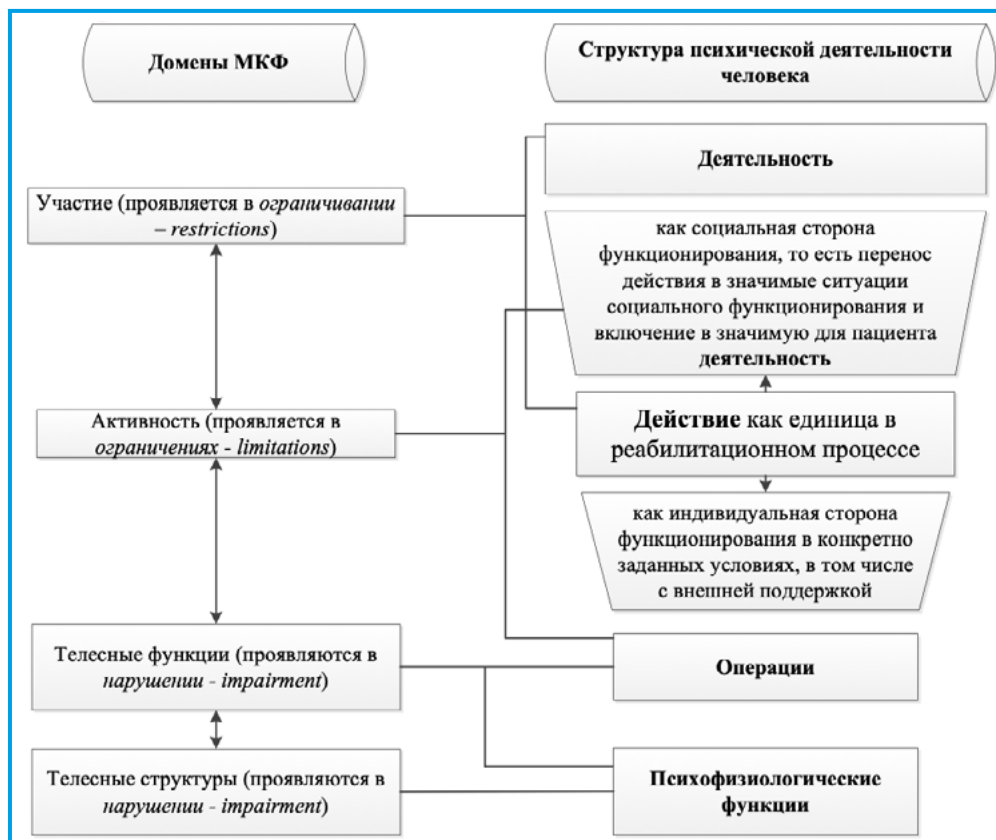 Домены МКФ
Структура психической деятельности
человека
Деятельность
Участие (проявляется в ограничивании
– restrictions)
как социальная сторона
функционирования, то есть перенос
действия в значимые ситуации
социального функционирования и
включение в значимую для пациента
деятельность
Активность (проявляется в
ограничениях - limitations)
Действие как единица в
реабилитационном процессе
как индивидуальная сторона
функционирования в конкретно
заданных условиях, в том числе
с внешней поддержкой
Телесные функции (проявляются в
нарушении - impairment)
Операции
Телесные структуры (проявляются в
нарушении - impairment)
Психофизиологические
функции